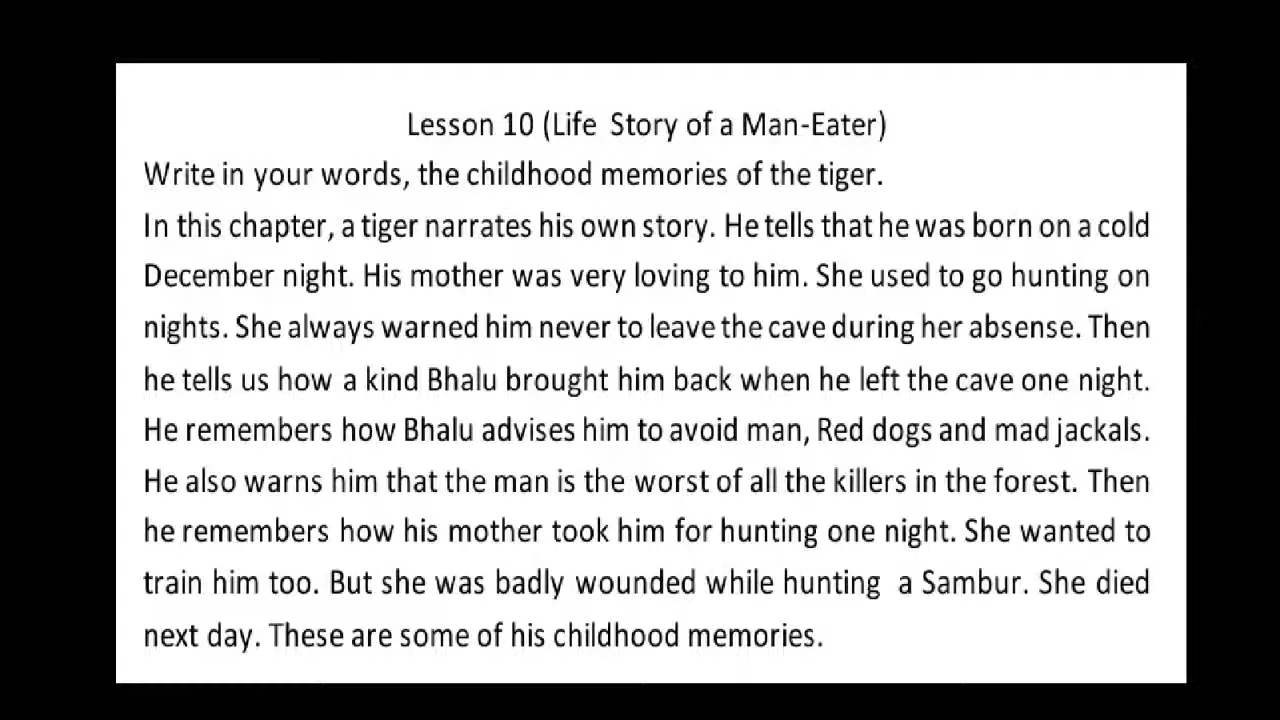 Lesson 10 (Life Story of a Man-Eater)
Write in your words, the childhood memories of the tiger.
In this chapter, a tiger narrates his own story. He tells that he was born on a cold
December night. His mother was very loving to him. She used to go hunting on
nights. She always warned him never to leave the cave during her absense. Then
he tells us how a kind Bhalu brought him back when he left the cave one night.
He remembers how Bhalu advises him to avoid man, Red dogs and mad jackals.
He also warns him that the man is the worst of all the killers in the forest. Then
he remembers how his mother took him for hunting one night. She wanted to
train him too. But she was badly wounded while hunting a Sambur. She died
next day. These are some of his childhood memories.